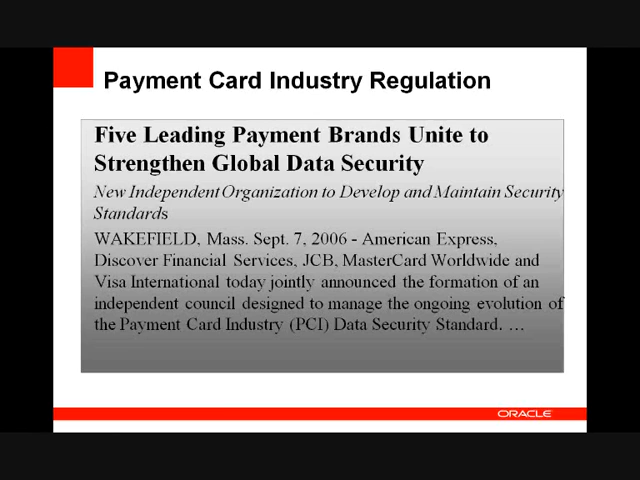 Payment Card Industry Regulation
Five Leading Payment Brands Unite to
Strengthen Global Data Security
New Independent Organization to Develop and Maintain Security
Standards
WAKEFIELD, Mass. Sept. 7, 2006 - American Express,
Discover Financial Services, JCB, MasterCard Worldwide and
Visa International today jointly announced the formation of an
independent council designed to manage the ongoing evolution of
the Payment Card Industry (PCI) Data Security Standard. …
ORACLE